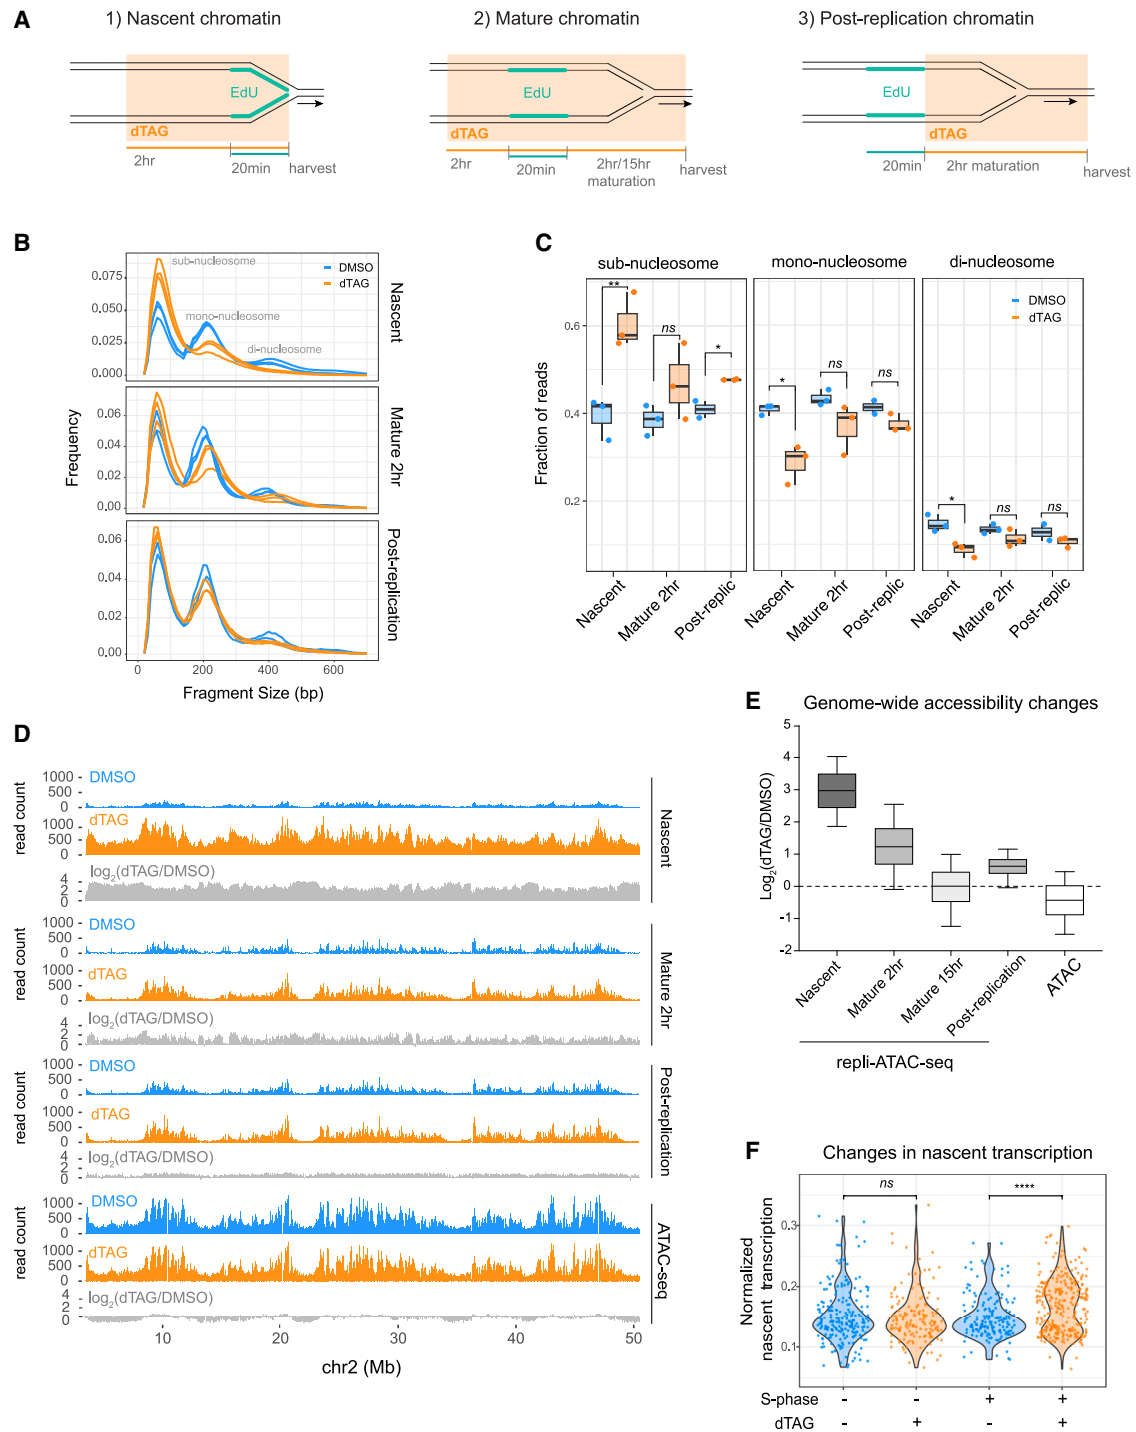 A
1) Nascent chromatin
2) Mature chromatin
3) Post-replication chromatin
EdU
dTAG
2hr
20min
harvest
EdU
2hr
20min
2hr/15hr
maturation
harvest
EdU
dTAG
20min
2hr maturation
harvest
B
sub-nucleosome
mono-nucleosome
di-nucleosome
DMSO
dTAG
0.075
0.050
0.025
0.000
Nascent
0.06
0.04
0.02
0.00
Mature 2hr
0.06
0.04
0.02
0.00
Post-replication
Frequency
0 200 400 600
Fragment Size (bp)
C
sub-nucleosome mono-nucleosome di-nucleosome
DMSO
dTAG
** ns *
* ns ns
* ns ns
0.6
0.4
0.2
Fraction of reads
Nascent Mature 2hr Post-replic
Nascent Mature 2hr Post-replic
Nascent Mature 2hr Post-replic
D
read count
1000
500
0
DMSO
read count
1000
500
0
dTAG
4
2
0
log2(dTAG/DMSO)
Nascent
read count
1000
500
0
DMSO
1000
500
0
dTAG
4
2
0
log2(dTAG/DMSO)
Mature 2hr
read count
1000
500
0
DMSO
1000
500
0
dTAG
4
2
0
log2(dTAG/DMSO)
Post-replication
read count
1000
500
0
DMSO
1000
500
0
dTAG
4
2
0
log2(dTAG/DMSO)
ATAC-seq
10 20 30 40 50
chr2 (Mb)
E
Genome-wide accessibility changes
5
4
3
2
1
0
-1
-2
Log2(dTAG/DMSO)
Nascent
Mature 2hr
Mature 15hr
Post-replication
ATAC
repli-ATAC-seq
F
Changes in nascent transcription
ns
****
0.3
0.2
0.1
Normalized
nascent transcription
S-phase - - + +
dTAG - + - +